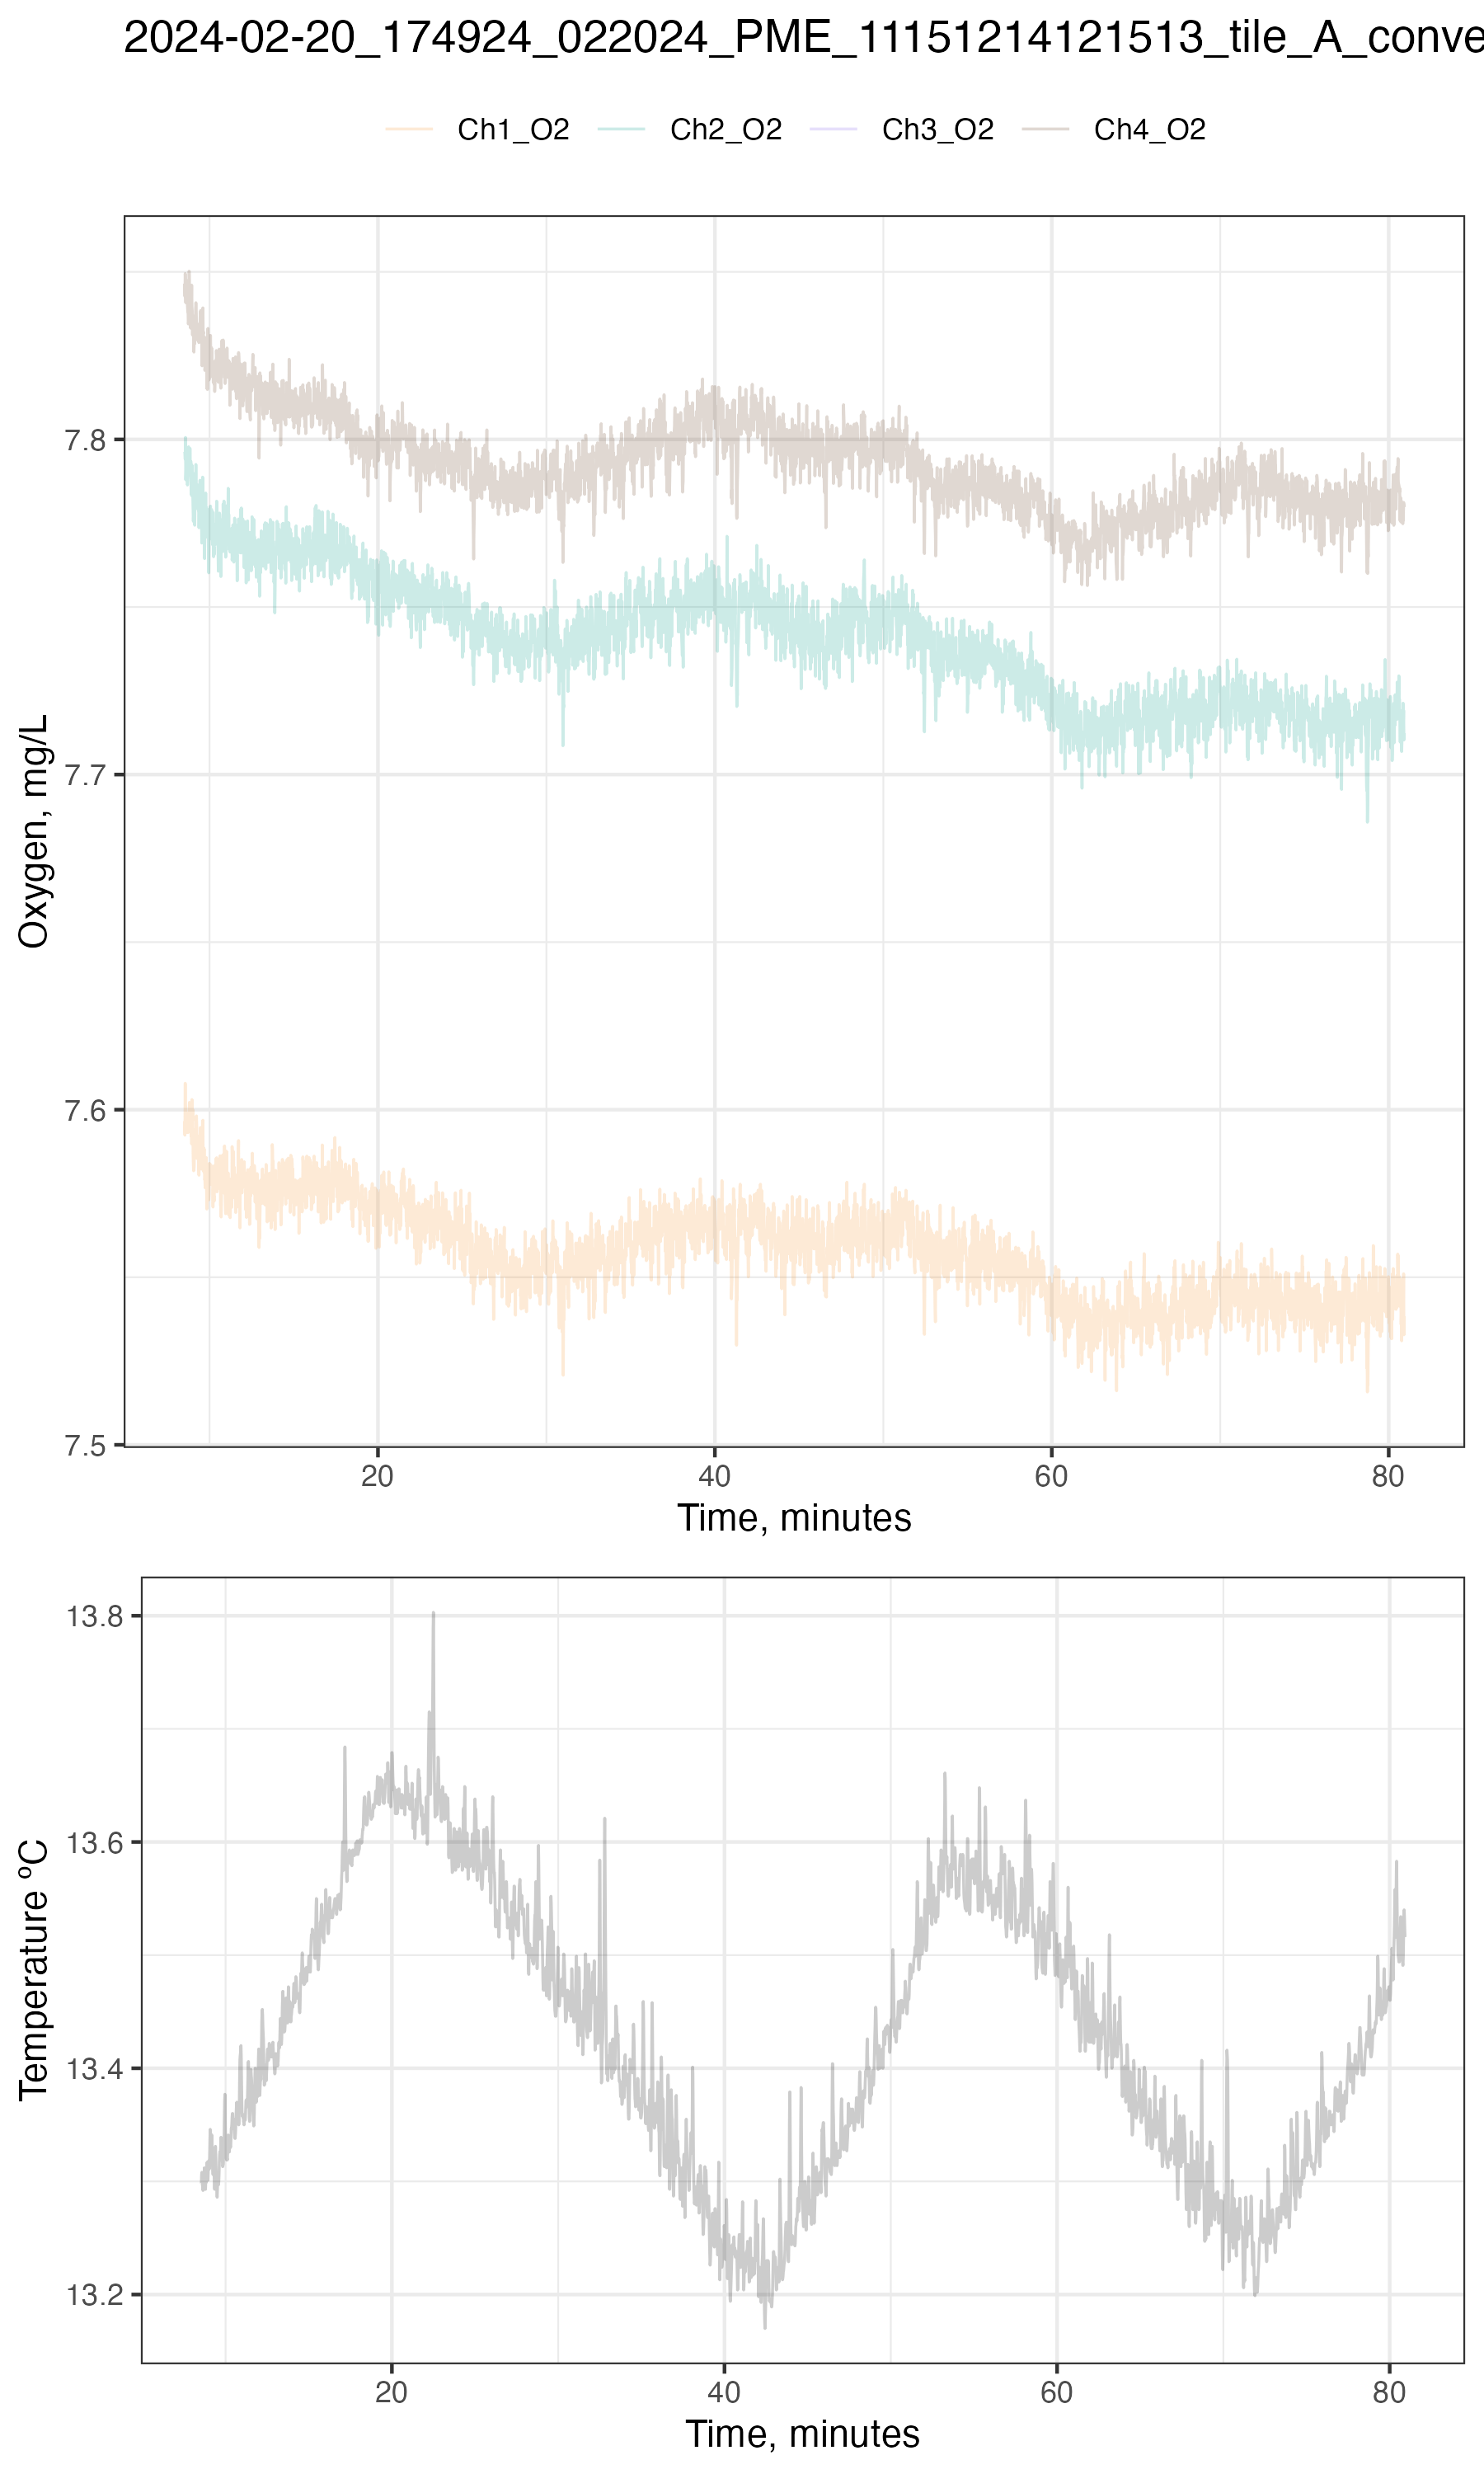 2024-02-20_174924_022024_PME_11151214121513_tile_A_conve
Ch1_O2 Ch2_O2 Ch3_O2 Ch4_O2
Oxygen, mg/L
7.8
7.7
7.6
7.5
20 40 60 80
Time, minutes
Temperature ºC
13.8
13.6
13.4
13.2
20 40 60 80
Time, minutes